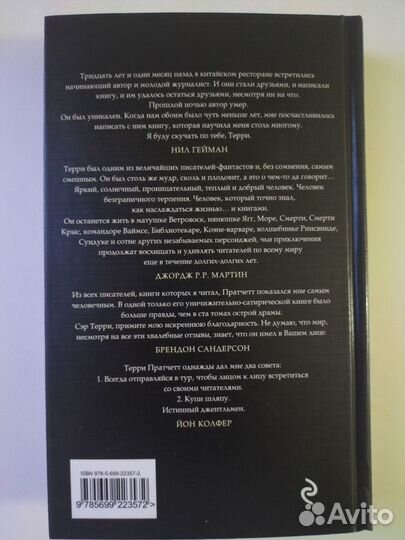 Тридцать лет и один месяц назад в китайском ресторане встретились
начинающий автор и молодой журналист. И они стали друзьями, и написали
книгу, и им удалось остаться друзьями, несмотря ни на что.
Прошлой ночью автор умер.
Он был уникален. Когда нам обоим было чуть меньше лет, мне посчастливилось
написать с ним книгу, которая научила меня столь многому.
Я буду скучать по тебе, Терри.
НИЛ ГЕЙМАН
Терри был одним из величайших писателей-фантастов и, без сомнения, самым
смешным. Он был столь же мудр, сколь и плодовит, а это о чем-то да говорит…
Яркий, солнечный, проницательный, теплый и добрый человек. Человек
безграничного терпения. Человек, который точно знал,
как наслаждаться жизнью… и книгами.
Он останется жить в матушке Ветровоск, нянюшке Ягг, Море, Смерти, Смерти
Крыс, командоре Ваймсе, Библиотекаре, Коэне-варваре, волшебнике Ринсвинде,
Сундуке и сотне других незабываемых персонажей, чьи приключения
продолжат восхищать и удивлять читателей по всему миру
еще в течение долгих-долгих лет.
ДЖОРДЖ Р.Р. МАРТИН
Из всех писателей, книги которых я читал, Пратчетт показался мне самым
человечным. В одной только его уничижительно-сатирической книге было
больше правды, чем в ста томах острой драмы.
Сэр Терри, примите мою искреннюю благодарность. Не думаю, что мир,
несмотря на все эти хвалебные отзывы, знает, что он имел в Вашем лице.
БРЕНДОН САНДЕРСОН
Терри Пратчетт однажды дал мне два совета:
1. Всегда отправляйся в тур, чтобы лицом к лицу встретиться
со своими читателями.
2. Купи шляпу.
Истинный джентльмен.
ЙОН КОЛФЕР
ISBN 978-5-699-22357-2
9 785699 223572 >
Avito